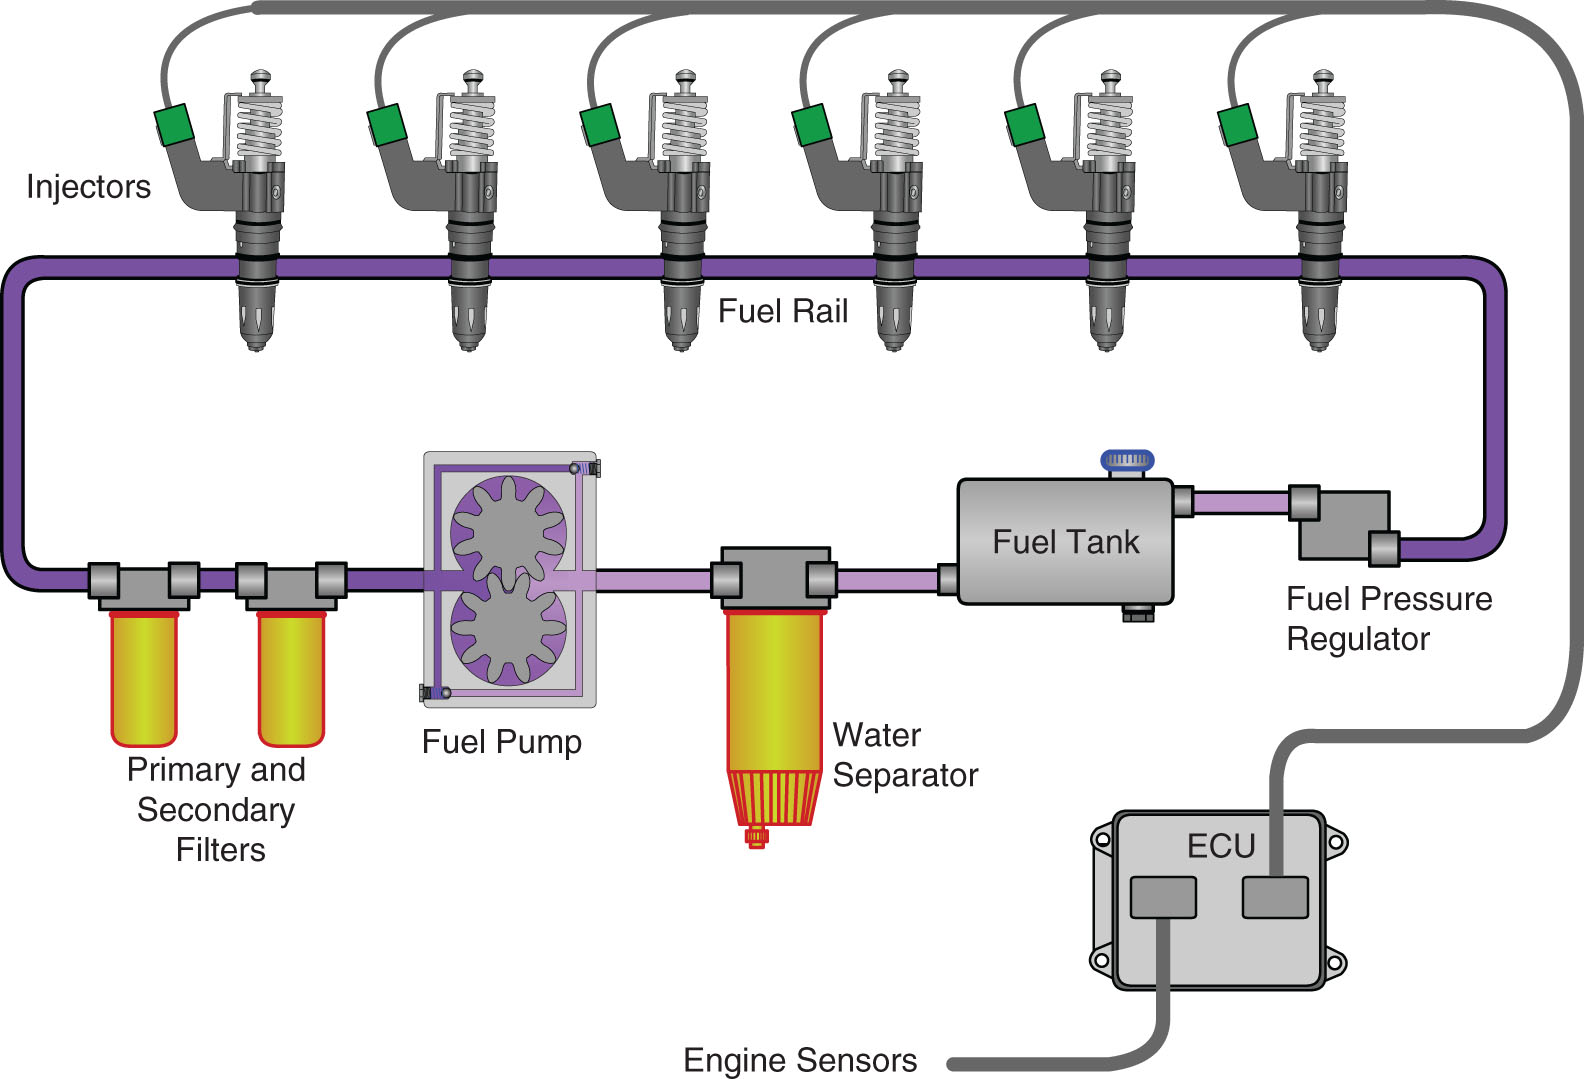 Injectors
Fuel Rail
Fuel Tank
Fuel Pressure
Regulator
Fuel Pump
Water
Separator
Primary and
Secondary
Filters
ECU
Engine Sensors